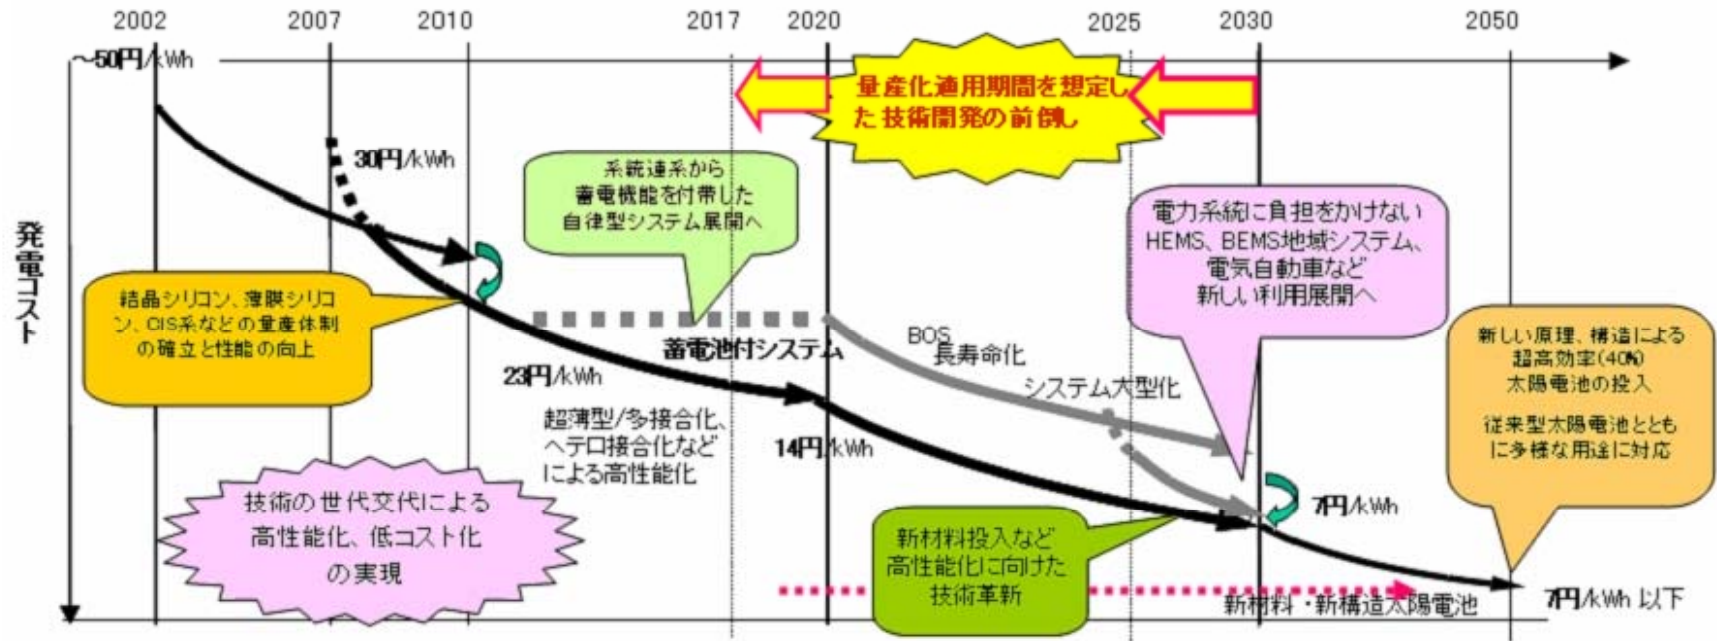 2002
2007
2010
2017
2020
2025
2030
2050
～50円/kWh
量産化適用期間を想定し
た技術開発の前倒し
30円/kWh
系統連系から
蓄電機能を付帯した
自律型システム展開へ
電力系統に負担をかけない
HEMS、BEMS地域システム、
電気自動車など
新しい利用展開へ
発電コスト
結晶シリコン、薄膜シリコ
ン、CIS系などの量産体制
の確立と性能の向上
蓄電池付システム
BOS
長寿命化
システム大型化
新しい原理、構造による
超高効率(40%)
太陽電池の投入
従来型太陽電池ととも
に多様な用途に対応
23円/kWh
超薄型/多接合化、
ヘテロ接合化など
による高性能化
14円/kWh
技術の世代交代による
高性能化、低コスト化
の実現
新材料投入など
高性能化に向けた
技術革新
7円/kWh
新材料・新構造太陽電池
7円/kWh 以下